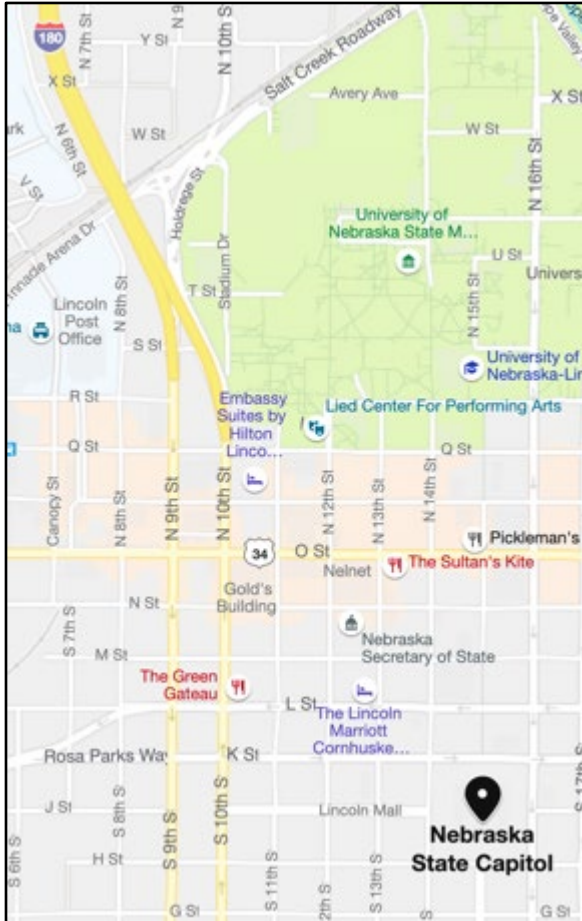 180
N 7th St
N 9
N 10th St
Y St
Salt Creek Roadway
X St
Avery Ave
X St
W St
W St
N 16th St
N 6th St
V St
Holdrege St
University of
Nebraska State M...
Stadium Dr
U St
N 15th St
T St
Lincoln
Post
Office
N 8th St
S St
University of
Nebraska-Lin
R St
Embassy
Suites by
Hilton
Linco...
Lied Center For Performing Arts
Q St
Q St
Canopy St
N 8th St
N 9th St
N 10th St
N 12th St
N 13th St
N 14th St
Pickleman's
34
O St
Nelnet
The Sultan's Kite
Gold's
Building
N St
S 7th St
Nebraska
Secretary of State
M St
The Green
Gateau
L St
The Lincoln
Marriott
Cornhuske...
Rosa Parks Way
K St
S 17th S
J St
S 8th S
S 9th S
S 10th S
Lincoln Mall
Nebraska
State Capitol
H St
S 6th S
S 11th S
2th S
S 13th S
G St
G St